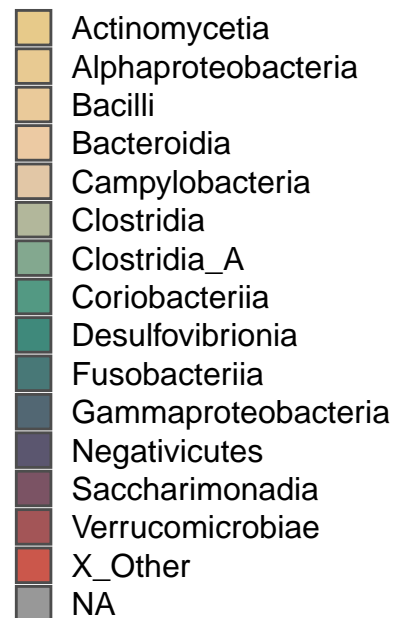 Actinomycetia
Alphaproteobacteria
Bacilli
Bacteroidia
Campylobacteria
Clostridia
Clostridia_A
Coriobacteriia
Desulfovibrionia
Fusobacteriia
Gammaproteobacteria
Negativicutes
Saccharimonadia
Verrucomicrobiae
X_Other
NA